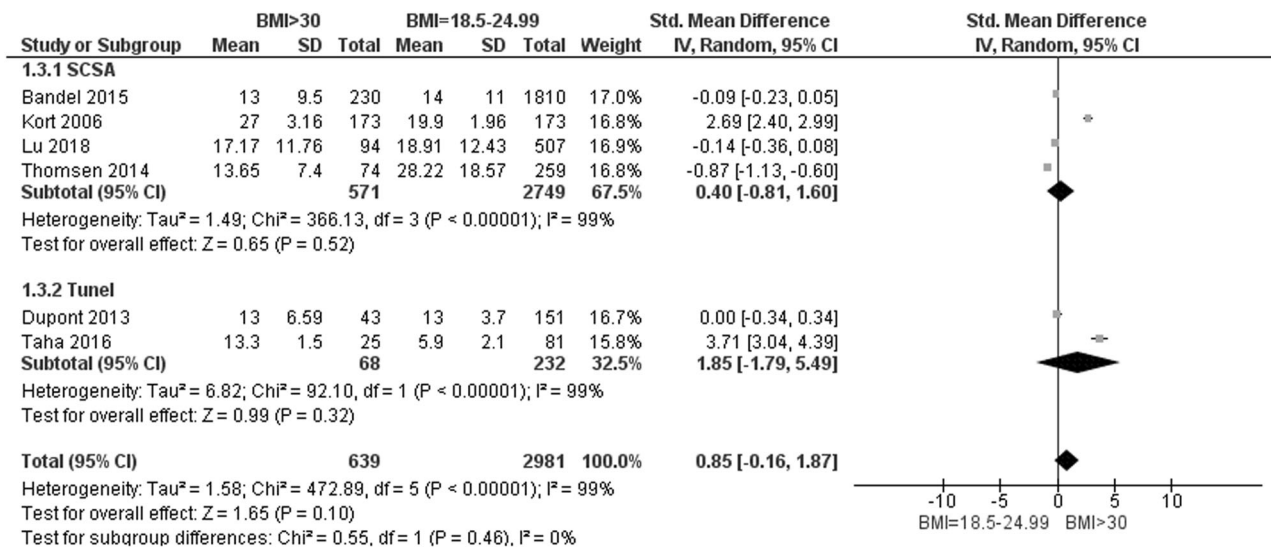 BMI>30 BMI=18.5-24.99 Std. Mean Difference Std. Mean Difference
Study or Subgroup Mean SD Total Mean SD Total Weight IV, Random, 95% CI IV, Random, 95% CI
1.3.1 SCSA
Bandel 2015 13 9.5 230 14 11 1810 17.0% -0.09 [-0.23, 0.05]
Kort 2006 27 3.16 173 19.9 1.96 173 16.8% 2.69 [2.40, 2.99]
Lu 2018 17.17 11.76 94 18.91 12.43 507 16.9% -0.14 [-0.36, 0.08]
Thomsen 2014 13.65 7.4 74 28.22 18.57 259 16.8% -0.87 [-1.13, -0.60]
Subtotal (95% CI) 571 2749 67.5% 0.40 [-0.81, 1.60]
Heterogeneity: Tau² = 1.49; Chi² = 366.13, df = 3 (P < 0.00001); I² = 99%
Test for overall effect: Z = 0.65 (P = 0.52)
1.3.2 Tunel
Dupont 2013 13 6.59 43 13 3.7 151 16.7% 0.00 [-0.34, 0.34]
Taha 2016 13.3 1.5 25 5.9 2.1 81 15.8% 3.71 [3.04, 4.39]
Subtotal (95% CI) 68 232 32.5% 1.85 [-1.79, 5.49]
Heterogeneity: Tau² = 6.82; Chi² = 92.10, df = 1 (P < 0.00001); I² = 99%
Test for overall effect: Z = 0.99 (P = 0.32)
Total (95% CI) 639 2981 100.0% 0.85 [-0.16, 1.87]
Heterogeneity: Tau² = 1.58; Chi² = 472.89, df = 5 (P < 0.00001); I² = 99%
Test for overall effect: Z = 1.65 (P = 0.10)
Test for subgroup differences: Chi² = 0.55, df = 1 (P = 0.46), I² = 0%
-10 -5 0 5 10
BMI=18.5-24.99 BMI>30